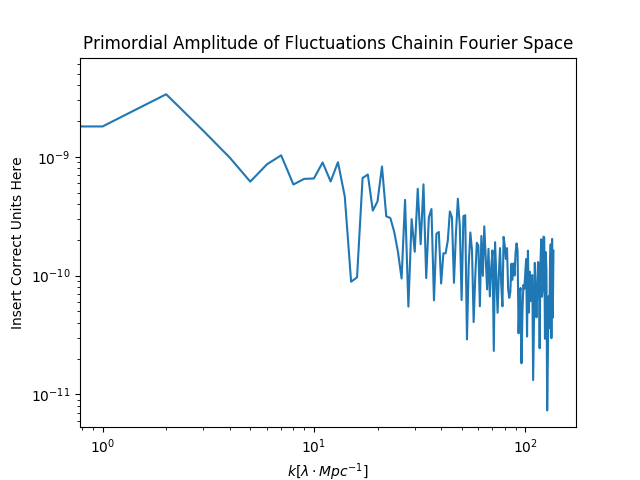 Primordial Amplitude of Fluctuations Chainin Fourier Space
Insert Correct Units Here
10⁻⁹
10⁻¹⁰
10⁻¹¹
10⁰ 10¹ 10²
k[λ · Mpc⁻¹]